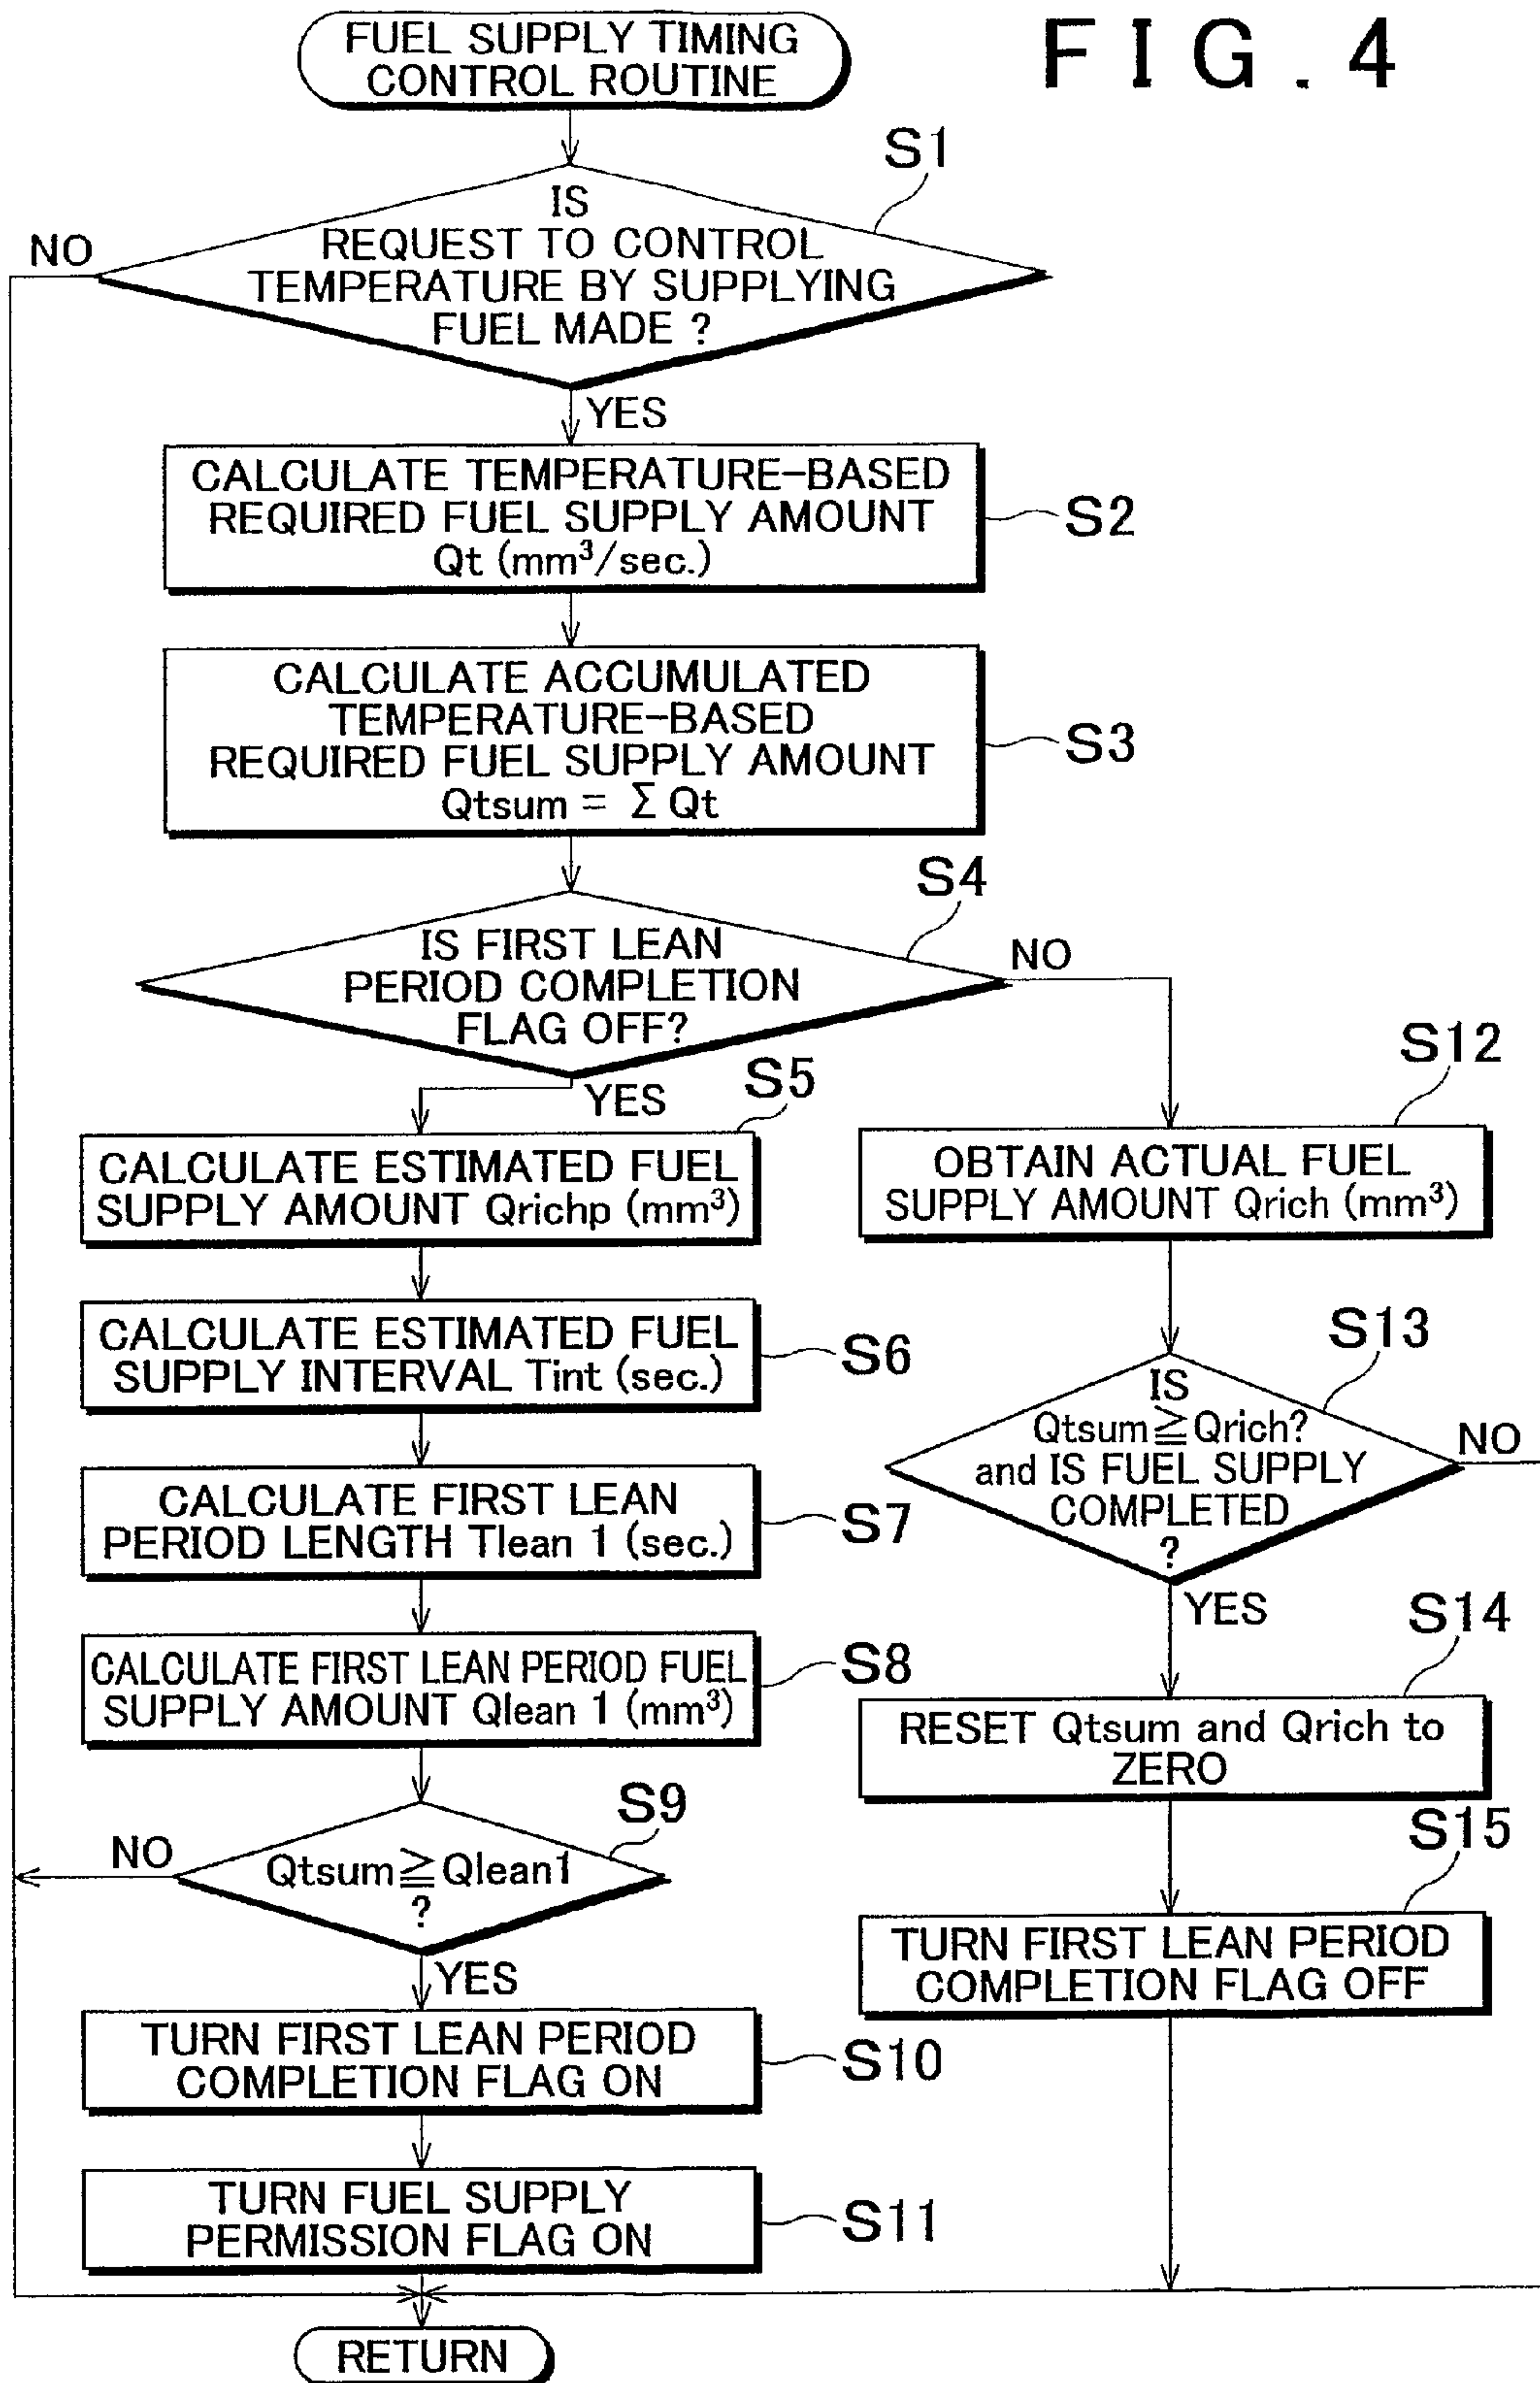 FUEL SUPPLY TIMING
CONTROL ROUTINE
FIG.4
S1
IS
REQUEST TO CONTROL
TEMPERATURE BY SUPPLYING
FUEL MADE ?
NO
YES
CALCULATE TEMPERATURE-BASED
REQUIRED FUEL SUPPLY AMOUNT
Qt (mm³/sec.)
S2
CALCULATE ACCUMULATED
TEMPERATURE-BASED
REQUIRED FUEL SUPPLY AMOUNT
Qtsum = Σ Qt
S3
S4
IS FIRST LEAN
PERIOD COMPLETION
FLAG OFF?
NO
YES
S5
CALCULATE ESTIMATED FUEL
SUPPLY AMOUNT Qrichp (mm³)
CALCULATE ESTIMATED FUEL
SUPPLY INTERVAL Tint (sec.)
S6
CALCULATE FIRST LEAN
PERIOD LENGTH Tlean 1 (sec.)
S7
CALCULATE FIRST LEAN PERIOD FUEL
SUPPLY AMOUNT Qlean 1 (mm³)
S8
S9
Qtsum≧Qlean1
?
NO
YES
TURN FIRST LEAN PERIOD
COMPLETION FLAG ON
S10
TURN FUEL SUPPLY
PERMISSION FLAG ON
S11
S12
OBTAIN ACTUAL FUEL
SUPPLY AMOUNT Qrich (mm³)
S13
IS
Qtsum≧Qrich?
and IS FUEL SUPPLY
COMPLETED
?
NO
YES
S14
RESET Qtsum and Qrich to
ZERO
S15
TURN FIRST LEAN PERIOD
COMPLETION FLAG OFF
RETURN